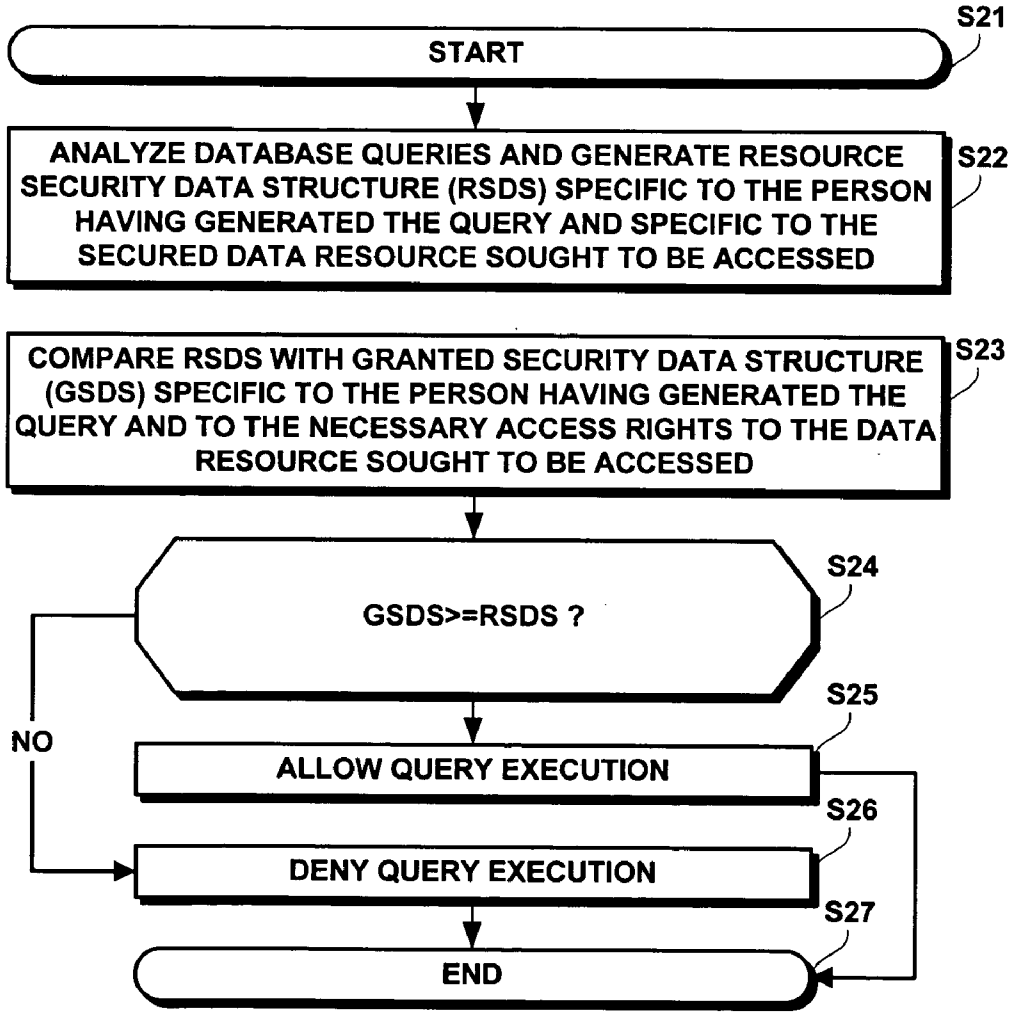 S21
START
S22
ANALYZE DATABASE QUERIES AND GENERATE RESOURCE
SECURITY DATA STRUCTURE (RSDS) SPECIFIC TO THE PERSON
HAVING GENERATED THE QUERY AND SPECIFIC TO THE
SECURED DATA RESOURCE SOUGHT TO BE ACCESSED
S23
COMPARE RSDS WITH GRANTED SECURITY DATA STRUCTURE
(GSDS) SPECIFIC TO THE PERSON HAVING GENERATED THE
QUERY AND TO THE NECESSARY ACCESS RIGHTS TO THE DATA
RESOURCE SOUGHT TO BE ACCESSED
S24
GSDS>=RSDS ?
NO
S25
ALLOW QUERY EXECUTION
S26
DENY QUERY EXECUTION
S27
END